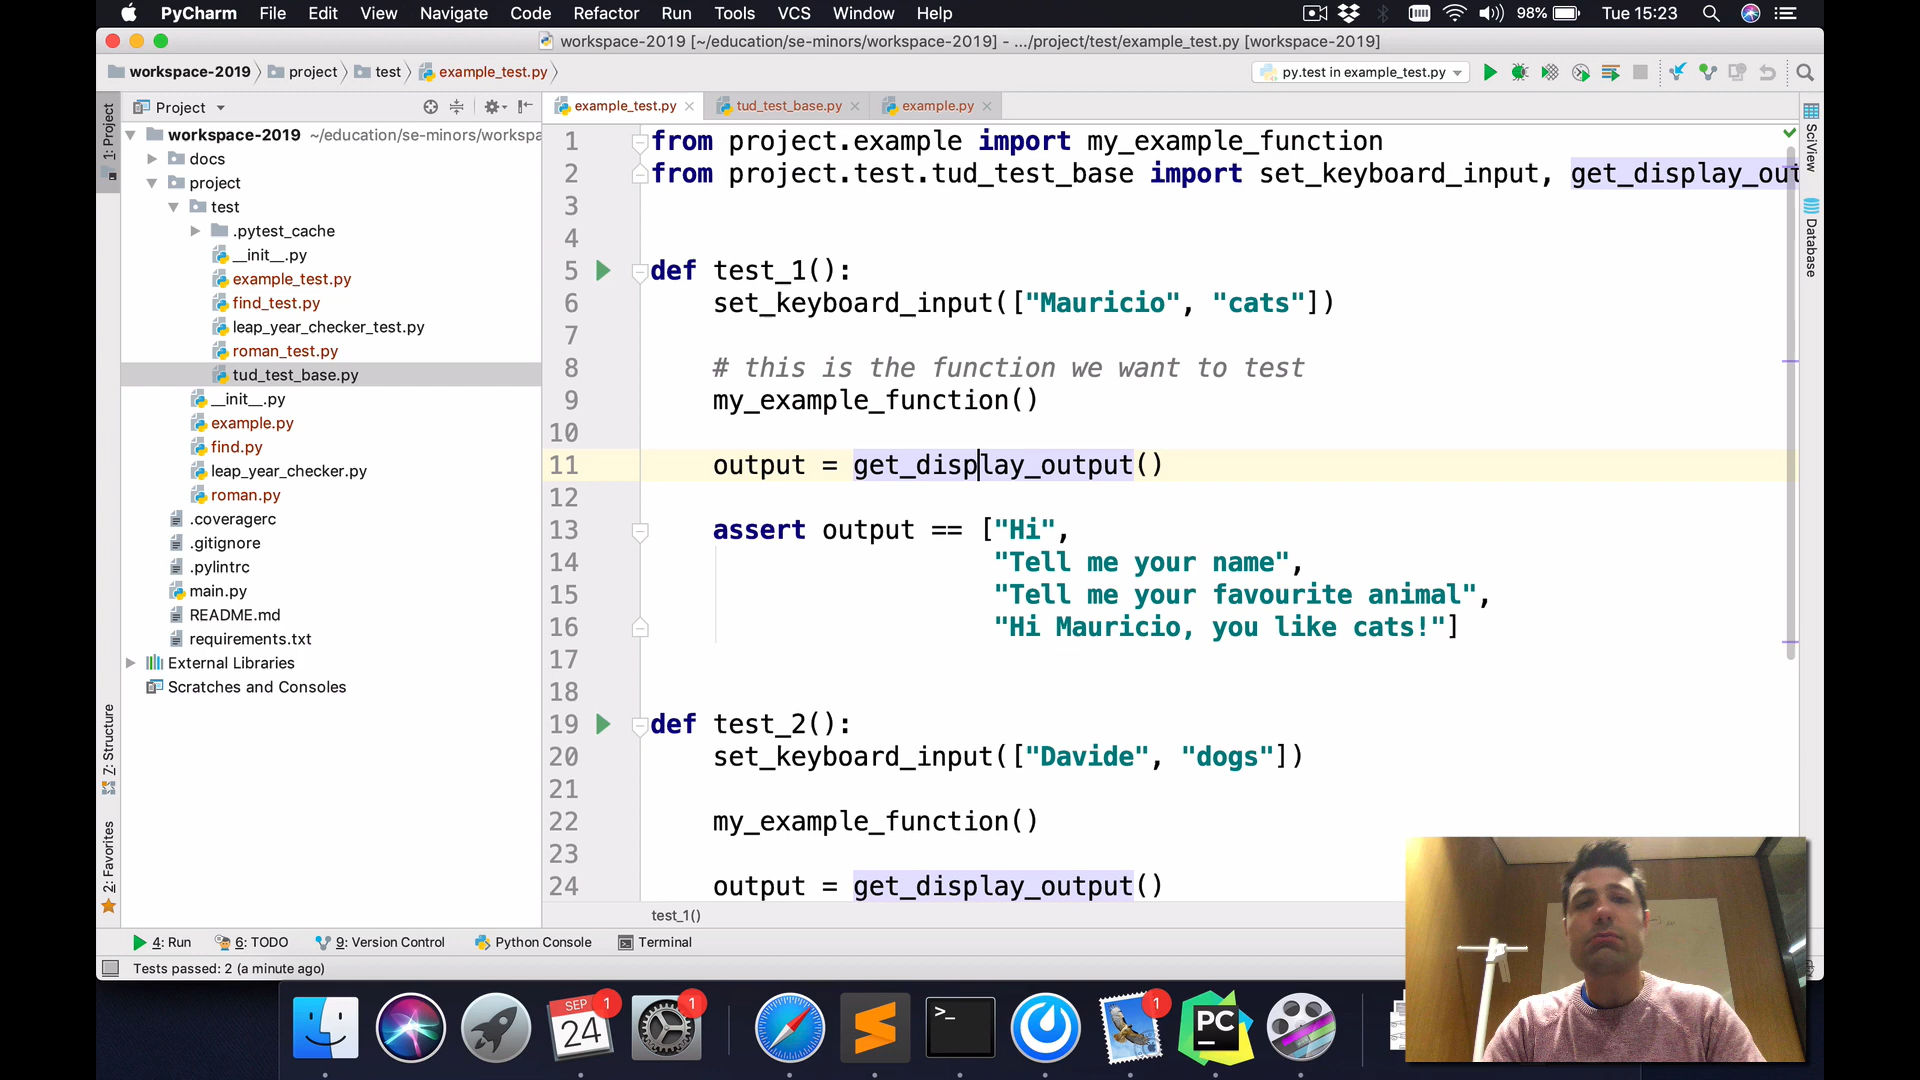 PyCharm File Edit View Navigate Code Refactor Run Tools VCS Window Help 98% Tue 15:23
workspace-2019 [~/education/se-minors/workspace-2019] - .../project/test/example_test.py [workspace-2019]
workspace-2019 project test example_test.py py.test in example_test.py
Project example_test.py tud_test_base.py example.py
1: Project
7: Structure
2: Favorites
SciView
Database
workspace-2019 ~/education/se-minors/workspa
docs
project
test
.pytest_cache
__init__.py
example_test.py
find_test.py
leap_year_checker_test.py
roman_test.py
tud_test_base.py
__init__.py
example.py
find.py
leap_year_checker.py
roman.py
.coveragerc
.gitignore
.pylintrc
main.py
README.md
requirements.txt
External Libraries
Scratches and Consoles
1 from project.example import my_example_function
2 from project.test.tud_test_base import set_keyboard_input, get_display_out
3
4
5 def test_1():
6 set_keyboard_input(["Mauricio", "cats"])
7
8 # this is the function we want to test
9 my_example_function()
10
11 output = get_display_output()
12
13 assert output == ["Hi",
14 "Tell me your name",
15 "Tell me your favourite animal",
16 "Hi Mauricio, you like cats!"]
17
18
19 def test_2():
20 set_keyboard_input(["Davide", "dogs"])
21
22 my_example_function()
23
24 output = get_display_output()
test_1()
4: Run 6: TODO 9: Version Control Python Console Terminal
Tests passed: 2 (a minute ago)
SEP 1 1 1
24 >_ PC